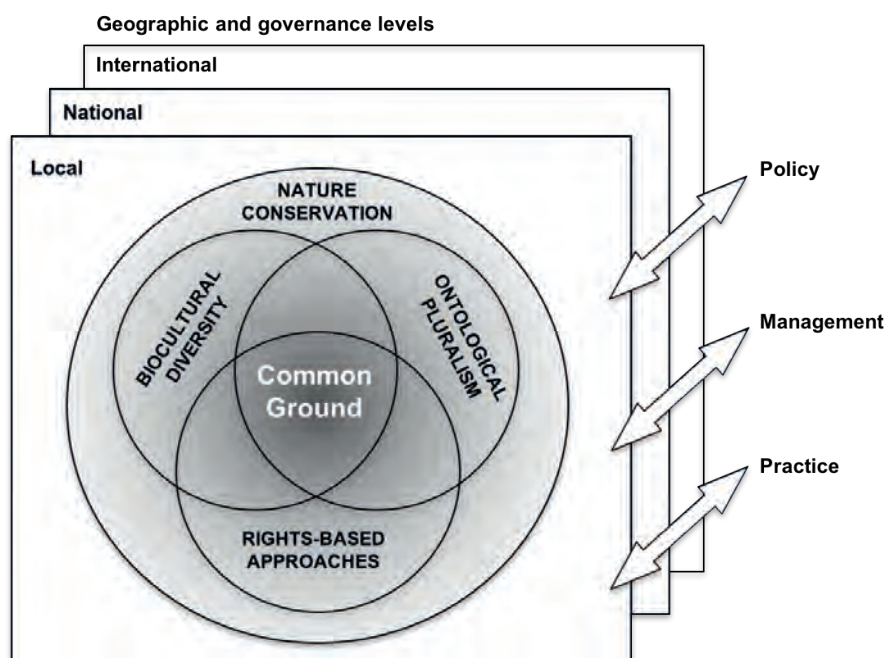 Geographic and governance levels
International
National
Local
NATURE
CONSERVATION
BIOCULTURAL
DIVERSITY
ONTOLOGICAL
PLURALISM
Common
Ground
RIGHTS-BASED
APPROACHES
Policy
Management
Practice